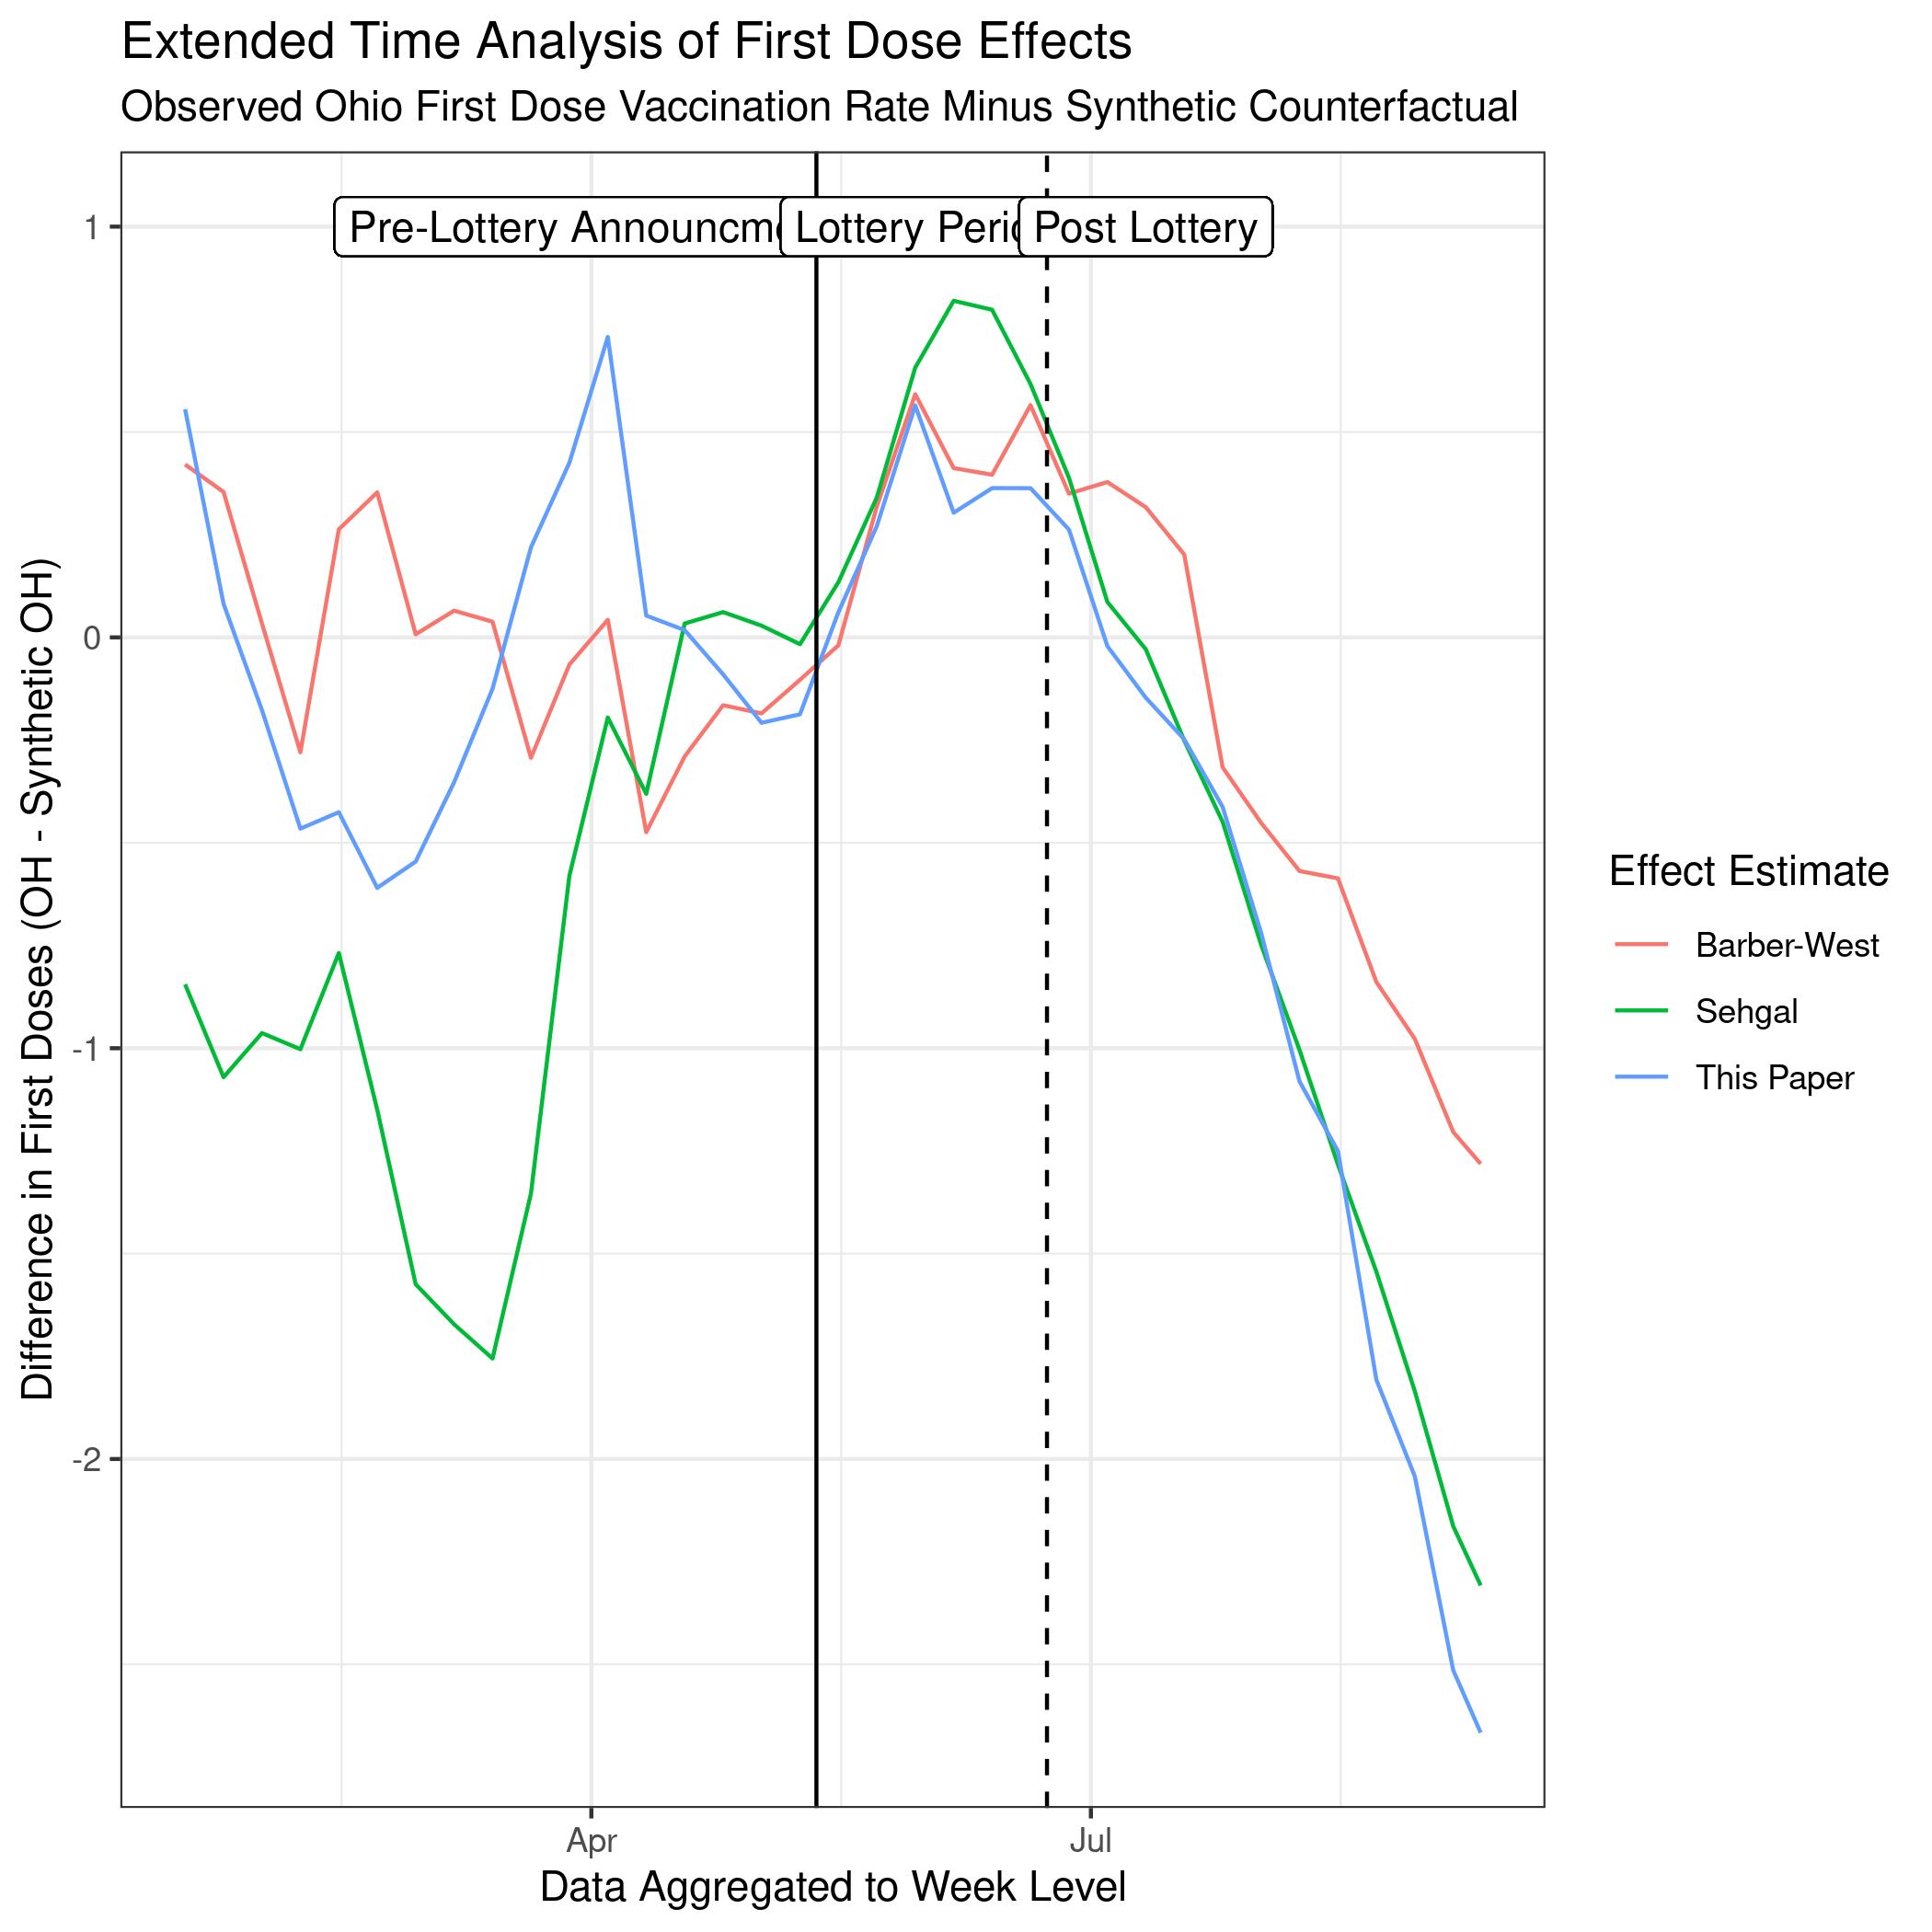 Extended Time Analysis of First Dose Effects
Observed Ohio First Dose Vaccination Rate Minus Synthetic Counterfactual
Pre-Lottery Announcm
Lottery Peri
Post Lottery
1
0
-1
-2
Difference in First Doses (OH - Synthetic OH)
Apr
Jul
Data Aggregated to Week Level
Effect Estimate
Barber-West
Sehgal
This Paper